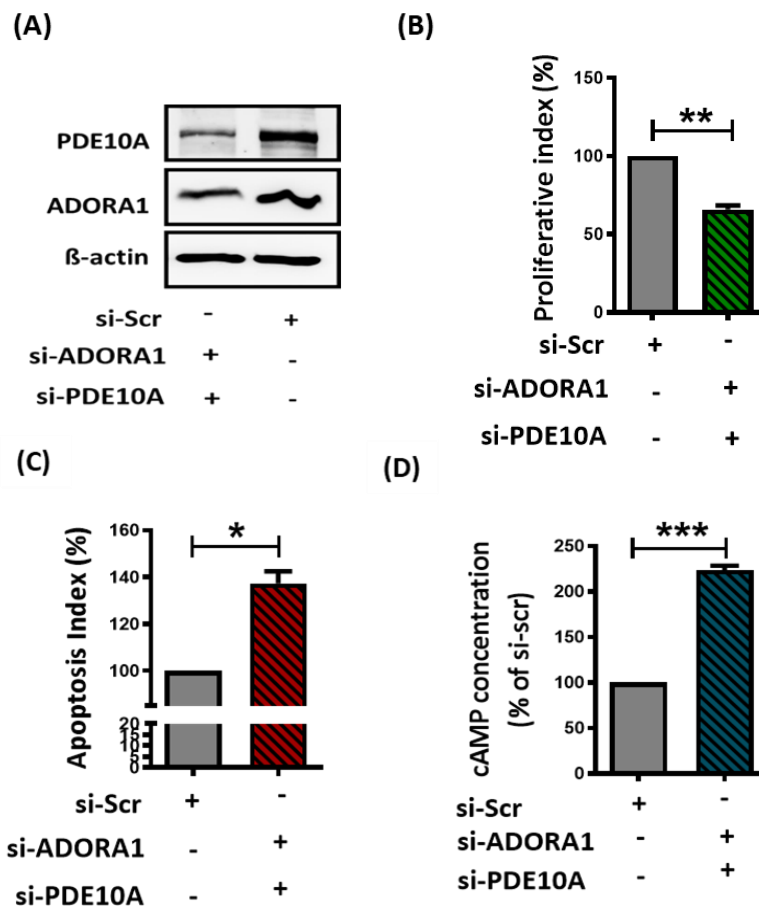 (A)
PDE10A
ADORA1
ß-actin
si-Scr - +
si-ADORA1 + -
si-PDE10A + -
(B)
Proliferative index (%)
150
100
50
0
**
si-Scr + -
si-ADORA1 - +
si-PDE10A - +
(C)
Apoptosis Index (%)
160
140
120
100
20
15
10
5
0
*
si-Scr + -
si-ADORA1 - +
si-PDE10A - +
(D)
cAMP concentration
(% of si-scr)
250
200
150
100
50
0
***
si-Scr + -
si-ADORA1 - +
si-PDE10A - +